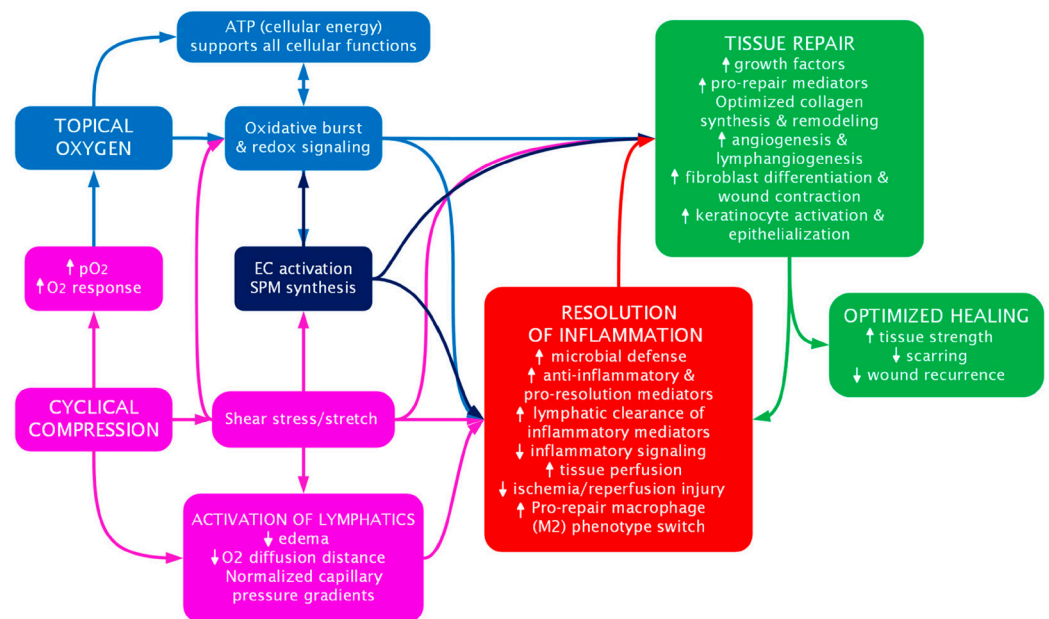 ATP (cellular energy)
supports all cellular functions
TOPICAL
OXYGEN
Oxidative burst
& redox signaling
↑ pO2
↑O2 response
EC activation
SPM synthesis
CYCLICAL
COMPRESSION
Shear stress/stretch
ACTIVATION OF LYMPHATICS
↓ edema
↓O2 diffusion distance
Normalized capillary
pressure gradients
RESOLUTION
OF INFLAMMATION
↑ microbial defense
↑ anti-inflammatory &
pro-resolution mediators
↑ lymphatic clearance of
inflammatory mediators
↓ inflammatory signaling
↑ tissue perfusion
↓ ischemia/reperfusion injury
↑ Pro-repair macrophage
(M2) phenotype switch
TISSUE REPAIR
↑ growth factors
↑ pro-repair mediators
Optimized collagen
synthesis & remodeling
↑ angiogenesis &
lymphangiogenesis
↑ fibroblast differentiation &
wound contraction
↑ keratinocyte activation &
epithelialization
OPTIMIZED HEALING
↑ tissue strength
↓ scarring
↓ wound recurrence